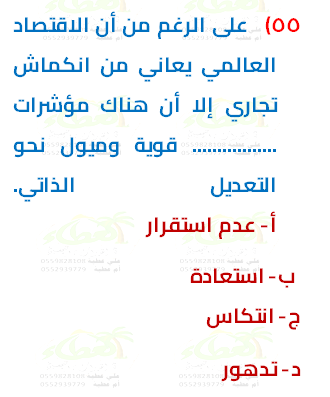 ٥٥) على الرغم من أن الاقتصاد
العالمي يعاني من انكماش
تجاري إلا أن هناك مؤشرات
................. قوية وميول نحو
التعديل الذاتي.
أ- عدم استقرار
ب- استعادة
ج- انتكاس
د- تدهور